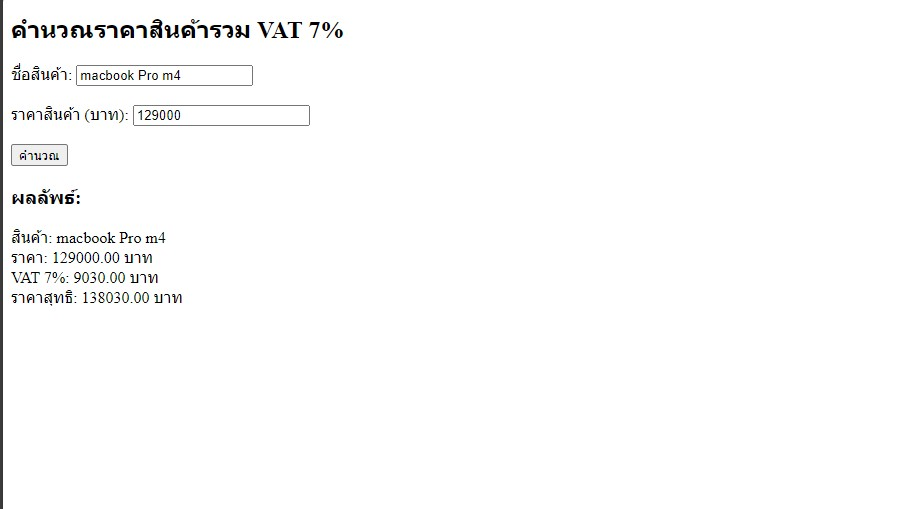 คำนวณราคาสินค้ารวม VAT 7%
ชื่อสินค้า: macbook Pro m4
ราคาสินค้า (บาท): 129000
คำนวณ
ผลลัพธ์:
สินค้า: macbook Pro m4
ราคา: 129000.00 บาท
VAT 7%: 9030.00 บาท
ราคาสุทธิ: 138030.00 บาท